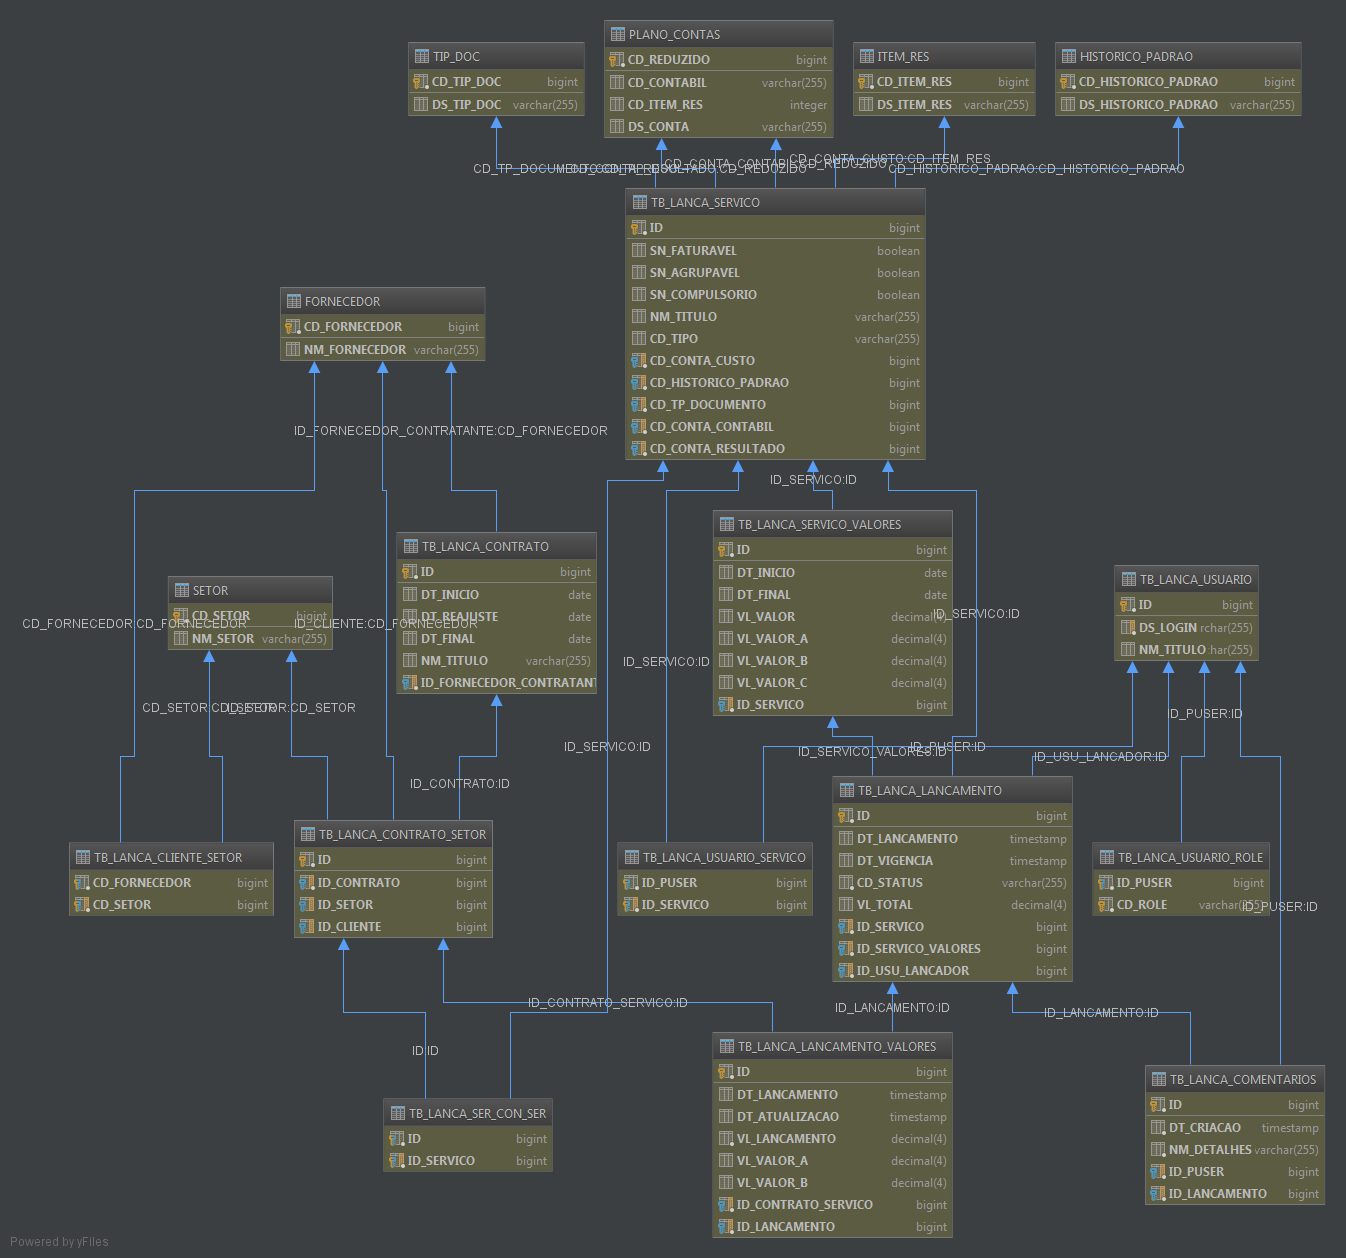 TIP_DOC
CD_TIP_DOC bigint
DS_TIP_DOC varchar(255)
PLANO_CONTAS
CD_REDUZIDO bigint
CD_CONTABIL varchar(255)
CD_ITEM_RES integer
DS_CONTA varchar(255)
ITEM_RES
CD_ITEM_RES bigint
DS_ITEM_RES varchar(255)
HISTORICO_PADRAO
CD_HISTORICO_PADRAO bigint
DS_HISTORICO_PADRAO varchar(255)
CD_CONTA_CUSTO:CD_ITEM_RES
CD_CONTA_CONTABIL:CD_REDUZIDO
CD_HISTORICO_PADRAO:CD_HISTORICO_PADRAO
TB_LANCA_SERVICO
ID bigint
SN_FATURAVEL boolean
SN_AGRUPAVEL boolean
SN_COMPULSORIO boolean
NM_TITULO varchar(255)
CD_TIPO varchar(255)
CD_CONTA_CUSTO bigint
CD_HISTORICO_PADRAO bigint
CD_TP_DOCUMENTO bigint
CD_CONTA_CONTABIL bigint
CD_CONTA_RESULTADO bigint
FORNECEDOR
CD_FORNECEDOR bigint
NM_FORNECEDOR varchar(255)
ID_FORNECEDOR_CONTRATANTE:CD_FORNECEDOR
ID_SERVICO:ID
TB_LANCA_CONTRATO
ID bigint
DT_INICIO date
DT_REAJUSTE date
DT_FINAL date
NM_TITULO varchar(255)
ID_FORNECEDOR_CONTRATANT
TB_LANCA_SERVICO_VALORES
ID bigint
DT_INICIO date
DT_FINAL date
VL_VALOR decimal(4)
VL_VALOR_A decimal(4)
VL_VALOR_B decimal(4)
VL_VALOR_C decimal(4)
ID_SERVICO bigint
ID_SERVICO:ID
TB_LANCA_USUARIO
ID bigint
DS_LOGIN rchar(255)
NM_TITULO :har(255)
SETOR
CD_SETOR bigint
NM_SETOR varchar(255)
CD_FORNECEDOR:CD_FORNECEDOR
ID_CLIENTE:CD_FORNECEDOR
ID_SERVICO:ID
CD_SETOR:CD_SETOR
ID_SETOR:CD_SETOR
ID_PUSER:ID
ID_SERVICO:ID
ID_SERVICO_VALORES:ID
ID_PUSER:ID
ID_USU_LANCADOR:ID
ID_CONTRATO:ID
TB_LANCA_CLIENTE_SETOR
CD_FORNECEDOR bigint
CD_SETOR bigint
TB_LANCA_CONTRATO_SETOR
ID bigint
ID_CONTRATO bigint
ID_SETOR bigint
ID_CLIENTE bigint
TB_LANCA_USUARIO_SERVICO
ID_PUSER bigint
ID_SERVICO bigint
TB_LANCA_LANCAMENTO
ID bigint
DT_LANCAMENTO timestamp
DT_VIGENCIA timestamp
CD_STATUS varchar(255)
VL_TOTAL decimal(4)
ID_SERVICO bigint
ID_SERVICO_VALORES bigint
ID_USU_LANCADOR bigint
TB_LANCA_USUARIO_ROLE
ID_PUSER bigint
CD_ROLE varchar(255)
ID_PUSER:ID
ID_CONTRATO_SERVICO:ID
ID_LANCAMENTO:ID
ID_LANCAMENTO:ID
ID:ID
TB_LANCA_SER_CON_SER
ID bigint
ID_SERVICO bigint
TB_LANCA_LANCAMENTO_VALORES
ID bigint
DT_LANCAMENTO timestamp
DT_ATUALIZACAO timestamp
VL_LANCAMENTO decimal(4)
VL_VALOR_A decimal(4)
VL_VALOR_B decimal(4)
ID_CONTRATO_SERVICO bigint
ID_LANCAMENTO bigint
TB_LANCA_COMENTARIOS
ID bigint
DT_CRIACAO timestamp
NM_DETALHES varchar(255)
ID_PUSER bigint
ID_LANCAMENTO bigint
Powered by yFiles